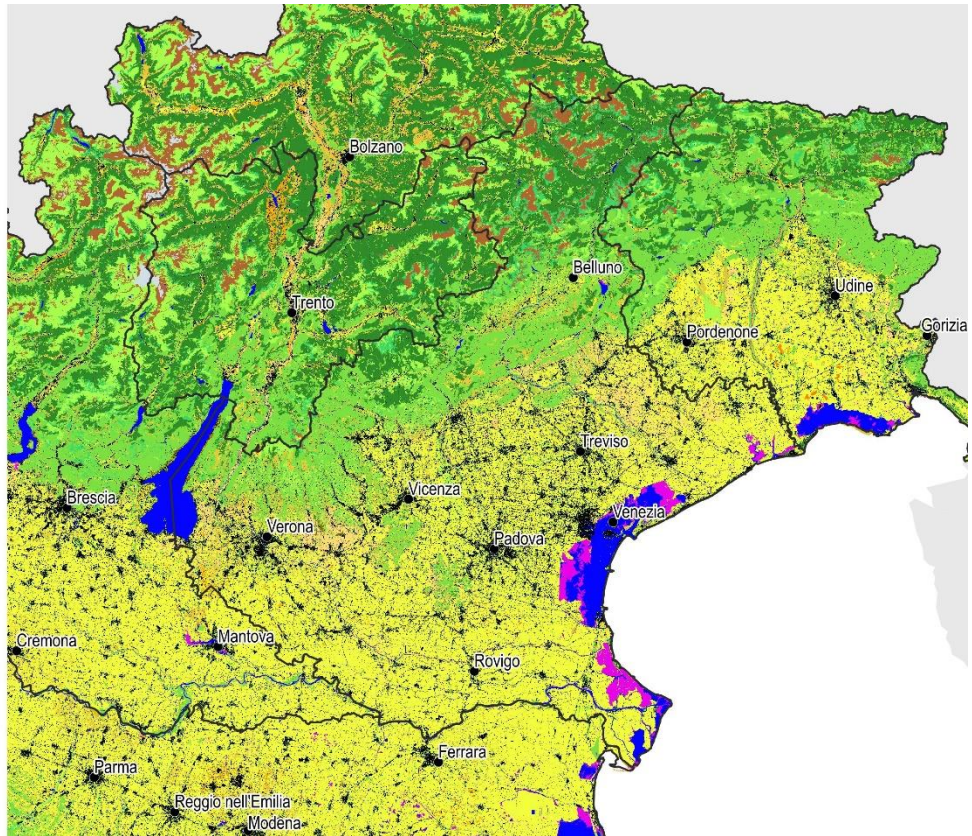 Bolzano
Belluno
Udine
Trento
Gorizia
Pordenone
Treviso
Brescia
Vicenza
Venezia
Verona
Padova
Mantova
Cremona
Rovigo
Ferrara
Parma
Reggio nell'Emilia
Modena